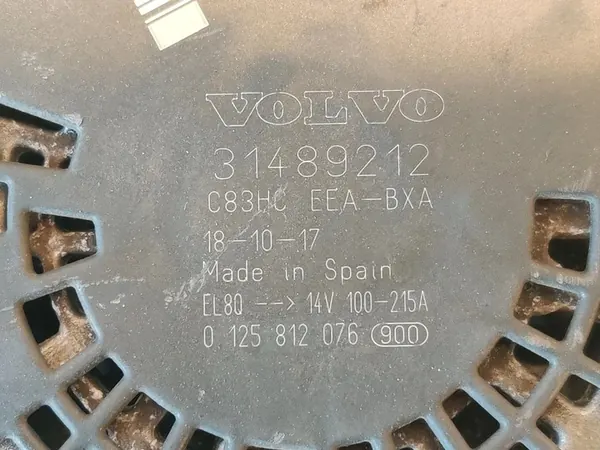 VOLVO
31489212
C83HC EEA-BXA
18-10-17
Made in Spain
EL8Q --> 14V 100-215A
0 125 812 076 900